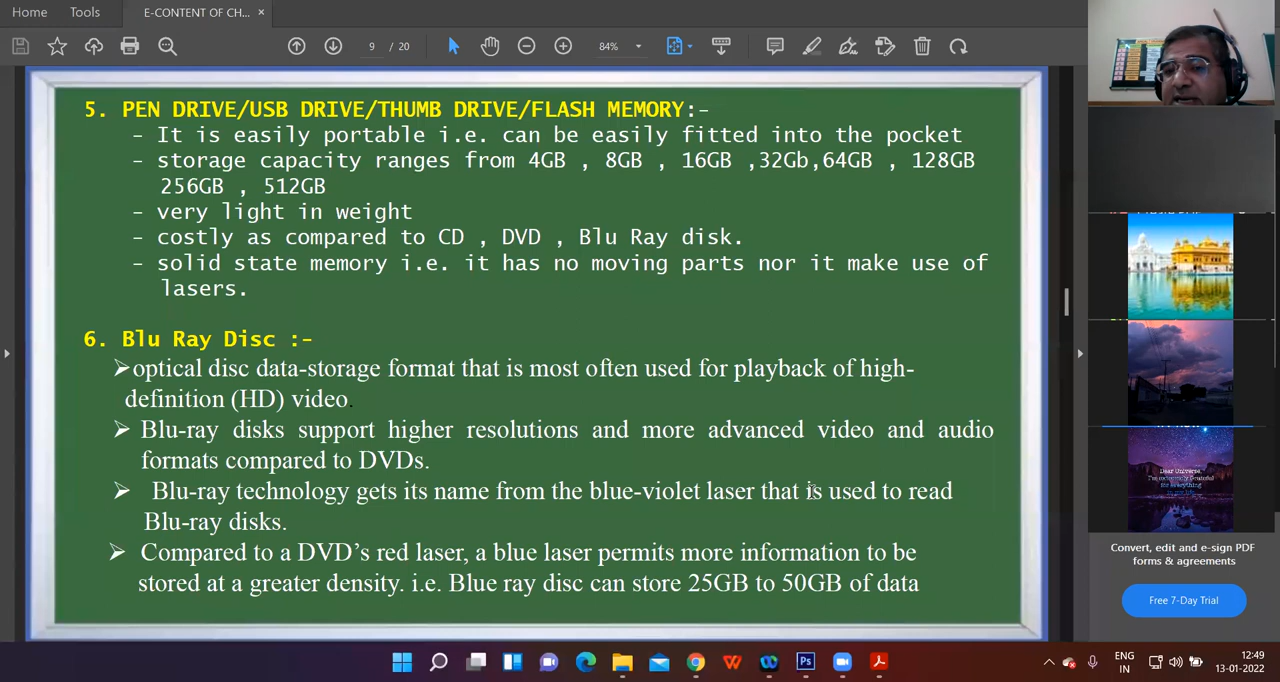 Home
Tools
E-CONTENT OF CH...
×
9 / 20
84%
5. PEN DRIVE/USB DRIVE/THUMB DRIVE/FLASH MEMORY:-
- It is easily portable i.e. can be easily fitted into the pocket
- storage capacity ranges from 4GB , 8GB , 16GB ,32Gb,64GB , 128GB
256GB , 512GB
- very light in weight
- costly as compared to CD , DVD , Blu Ray disk.
- solid state memory i.e. it has no moving parts nor it make use of
lasers.
6. Blu Ray Disc :-
➢optical disc data-storage format that is most often used for playback of high-
definition (HD) video.
➢ Blu-ray disks support higher resolutions and more advanced video and audio
formats compared to DVDs.
➢ Blu-ray technology gets its name from the blue-violet laser that is used to read
Blu-ray disks.
➢ Compared to a DVD’s red laser, a blue laser permits more information to be
stored at a greater density. i.e. Blue ray disc can store 25GB to 50GB of data
Dear Universe,
I'm extremely Grateful
for Everything
Convert, edit and e-sign PDF
forms & agreements
Free 7-Day Trial
Ps
ENG
IN
12:49
13-01-2022